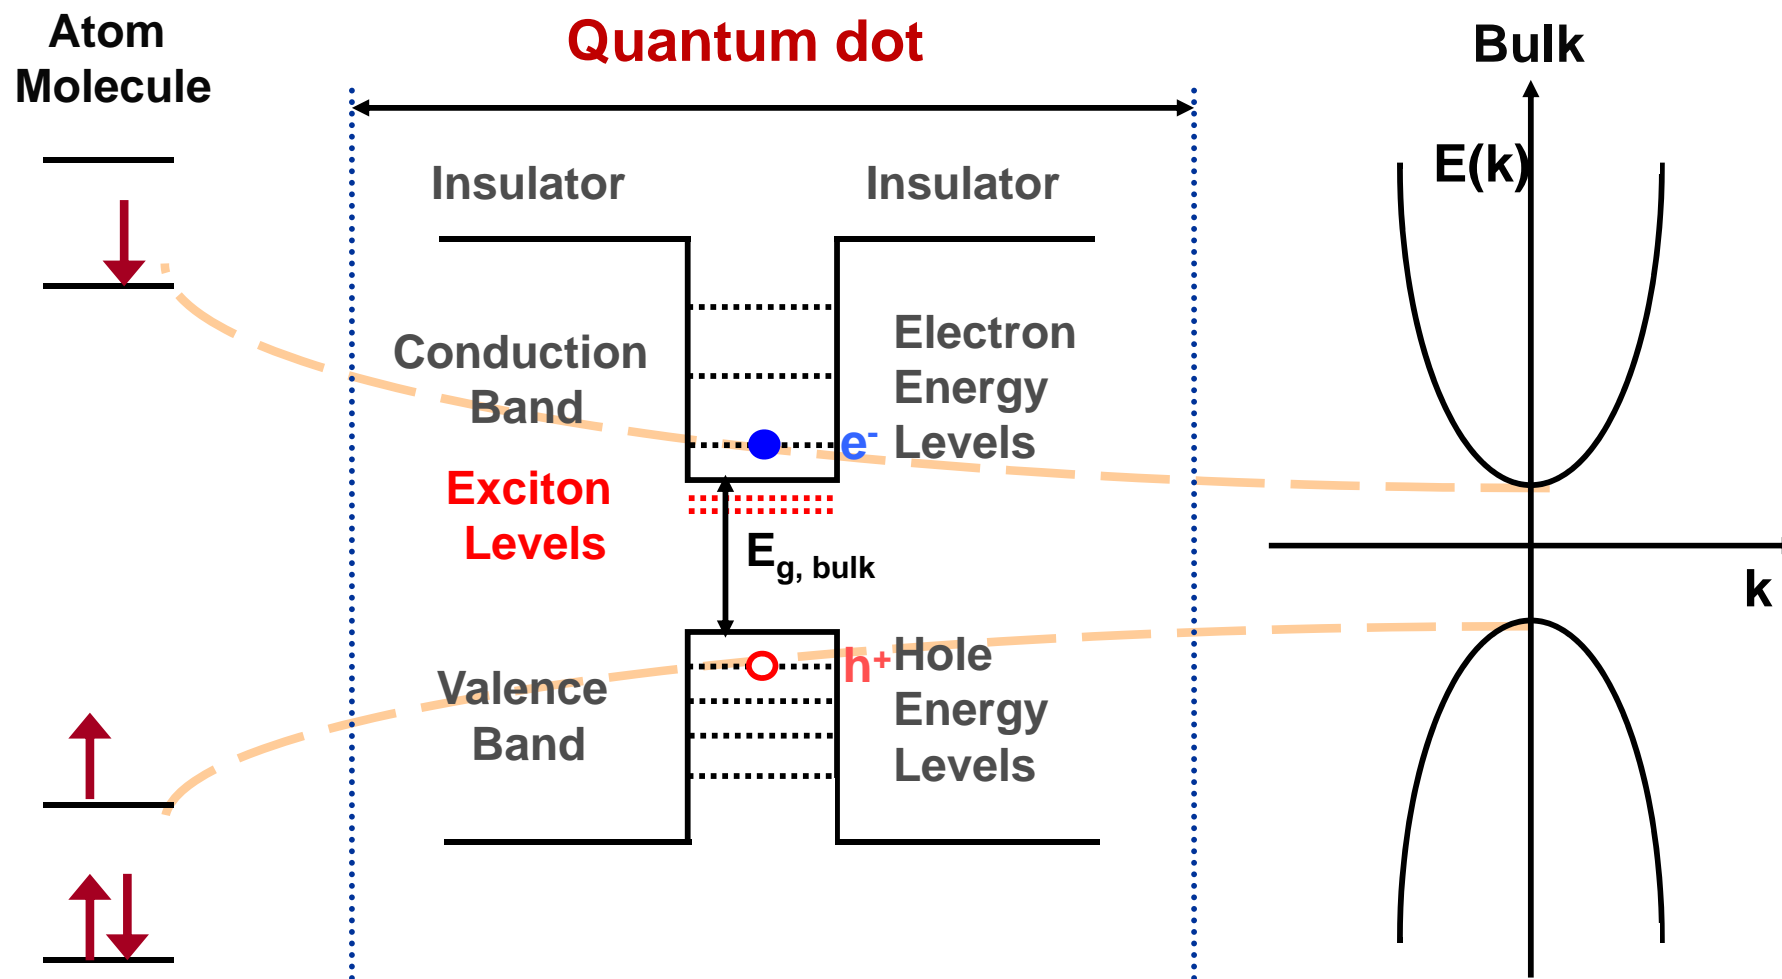 Atom
Molecule
Quantum dot
Bulk
E(k)
Insulator
Insulator
Conduction
Band
Electron
Energy
Levels
e-
Exciton
Levels
Eg, bulk
k
Valence
Band
h+
Hole
Energy
Levels